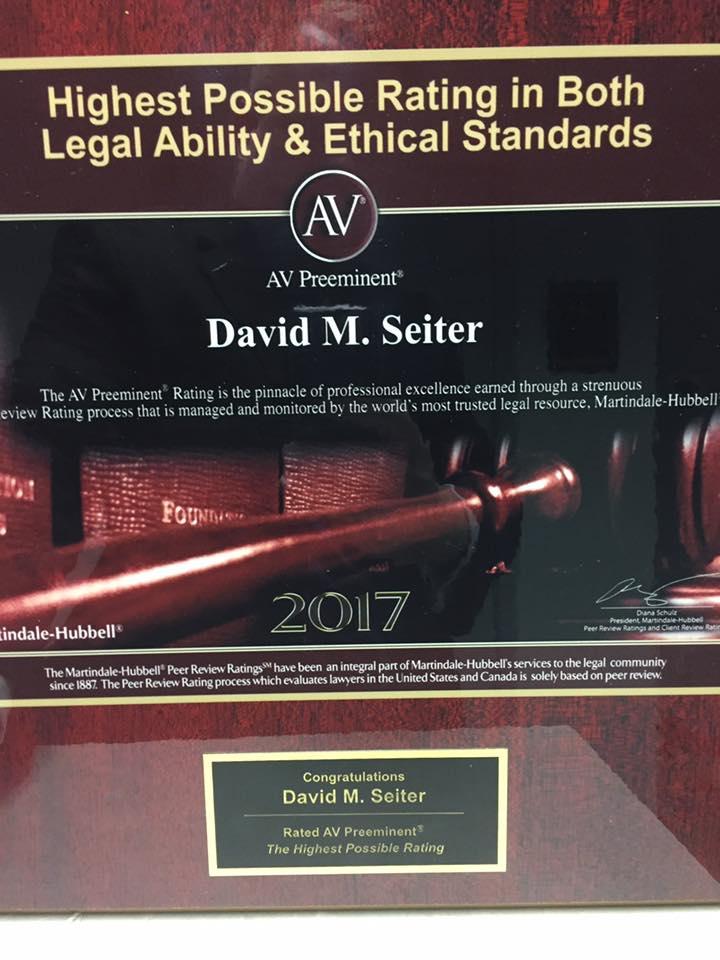 Highest Possible Rating in Both
Legal Ability & Ethical Standards
AV®
AV Preeminent®
David M. Seiter
The AV Preeminent® Rating is the pinnacle of professional excellence earned through a strenuous
eview Rating process that is managed and monitored by the world's most trusted legal resource, Martindale-Hubbell
2017
tindale-Hubbell®
Diana Schulz
President, Martindale-Hubbell
Peer Review Ratings and Client Review Ratin
The Martindale-Hubbell® Peer Review Ratings℠ have been an integral part of Martindale-Hubbell's services to the legal community
since 1887. The Peer Review Rating process which evaluates lawyers in the United States and Canada is solely based on peer review.
Congratulations
David M. Seiter
Rated AV Preeminent®
The Highest Possible Rating